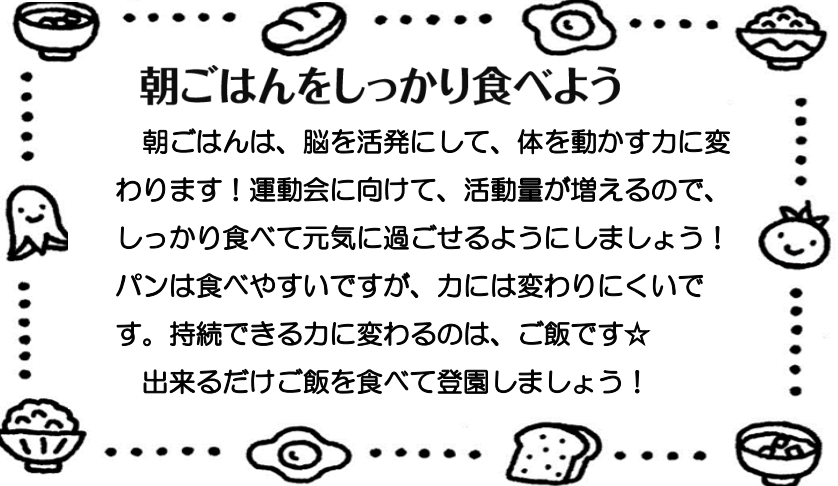 朝ごはんをしっかり食べよう
朝ごはんは、脳を活発にして、体を動かす力に変
わります！運動会に向けて、活動量が増えるので、
しっかり食べて元気に過ごせるようにしましょう！
パンは食べやすいですが、力には変わりにくいで
す。持続できる力に変わるのは、ご飯です☆
出来るだけご飯を食べて登園しましょう！